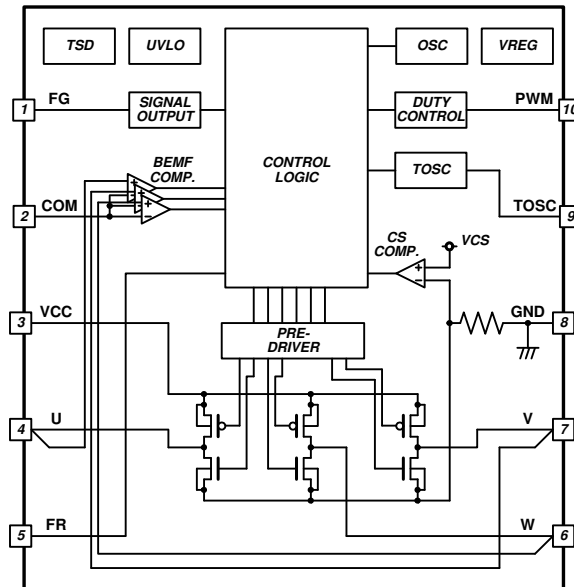 TSD
UVLO
OSC
VREG
1
FG
SIGNAL
OUTPUT
CONTROL
LOGIC
DUTY
CONTROL
PWM
10
BEMF
COMP.
TOSC
2
COM
TOSC
9
CS
COMP.
VCS
3
VCC
PRE-
DRIVER
GND
8
4
U
V
7
5
FR
W
6